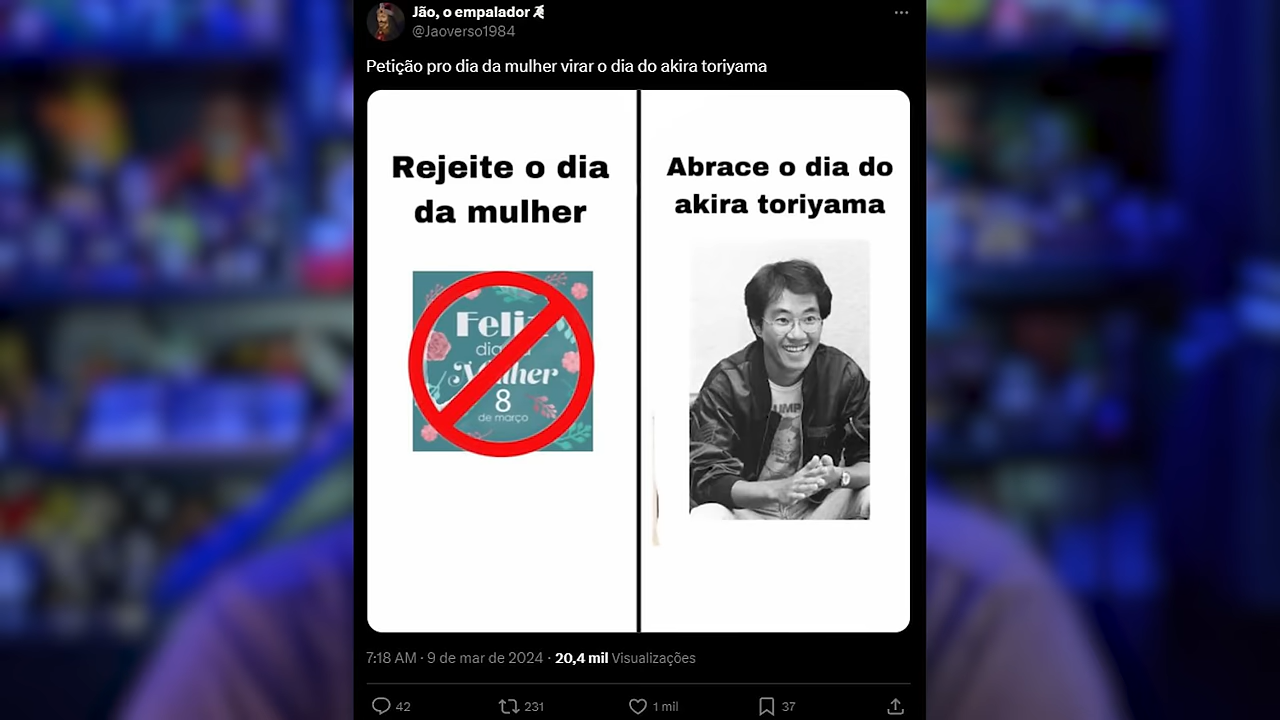 Jão, o empalador
@Jaoverso1984
Petição pro dia da mulher virar o dia do akira toriyama
Rejeite o dia
da mulher
Abrace o dia do
akira toriyama
Feliz
dia da
Mulher
8
de março
UMP
7:18 AM · 9 de mar de 2024 · 20,4 mil Visualizações
42
231
1 mil
37